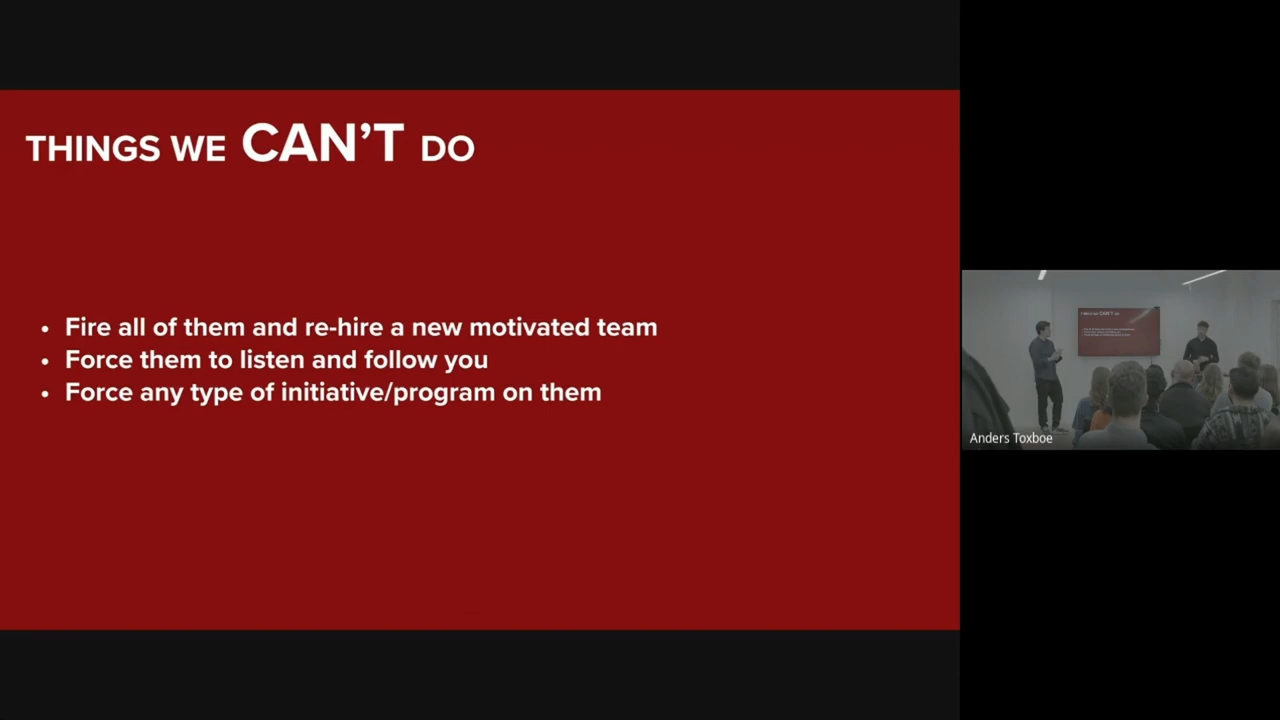 THINGS WE CAN'T DO
• Fire all of them and re-hire a new motivated team
• Force them to listen and follow you
• Force any type of initiative/program on them
Anders Toxboe